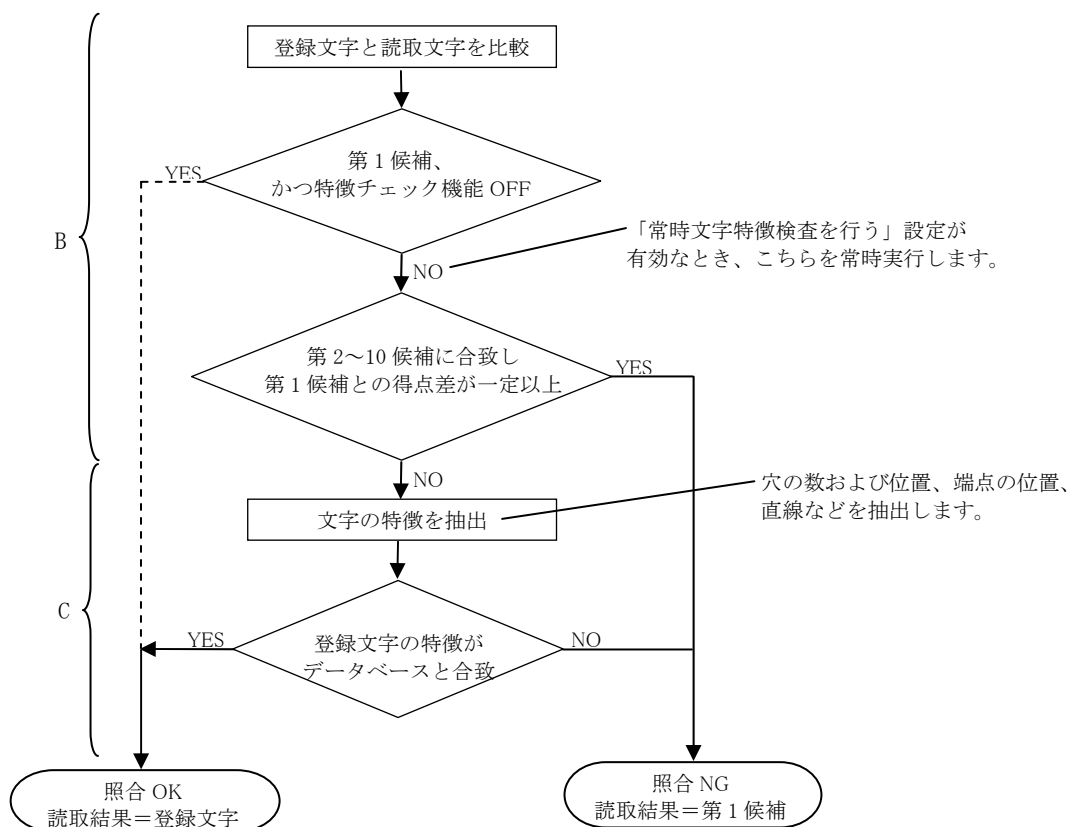 登録文字と読取文字を比較
第1候補、
かつ特徴チェック機能 OFF
YES
B
「常時文字特徴検査を行う」設定が
有効なとき、こちらを常時実行します。
NO
第2～10候補に合致し
第1候補との得点差が一定以上
YES
NO
穴の数および位置、端点の位置、
直線などを抽出します。
文字の特徴を抽出
C
YES
登録文字の特徴が
データベースと合致
NO
照合 OK
読取結果＝登録文字
照合 NG
読取結果＝第1候補